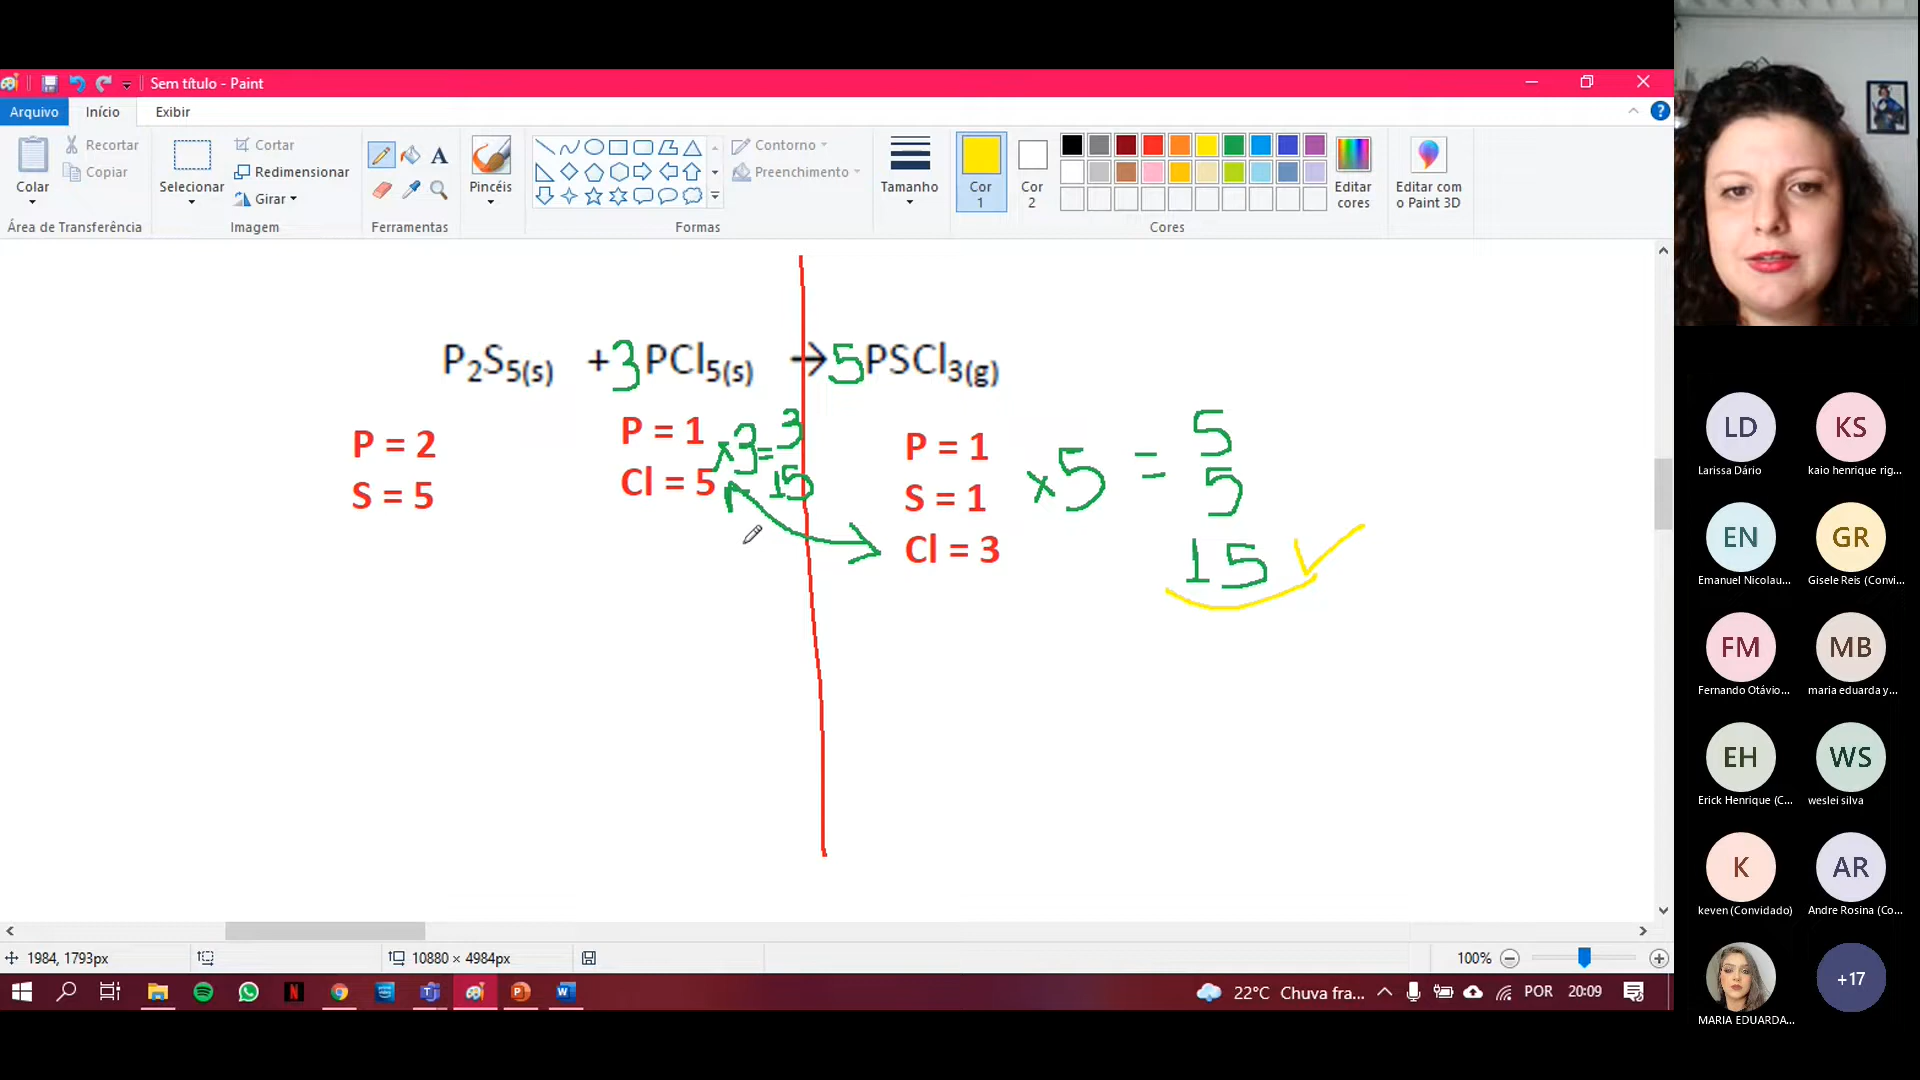 Sem título - Paint
Arquivo Início Exibir
Colar
Recortar
Copiar
Área de Transferência
Selecionar
Cortar
Redimensionar
Girar
Imagem
A
Ferramentas
Pincéis
Formas
Contorno
Preenchimento
Tamanho
Cor 1
Cor 2
Cores
Editar cores
Editar com o Paint 3D
P2S5(s) + 3 PCl5(s) → 5 PSCl3(g)
P = 2
S = 5
P = 1
Cl = 5
x3 = 3
15
P = 1
S = 1
Cl = 3
x5 = 5
5
15
1984, 1793px
10880 × 4984px
100%
22°C Chuva fra... POR 20:09
LD KS
Larissa Dário kaio henrique rig...
EN GR
Emanuel Nicolau... Gisele Reis (Convi...
FM MB
Fernando Otávio... maria eduarda y...
EH WS
Erick Henrique (C... weslei silva
K AR
keven (Convidado) Andre Rosina (Co...
+17
MARIA EDUARDA...